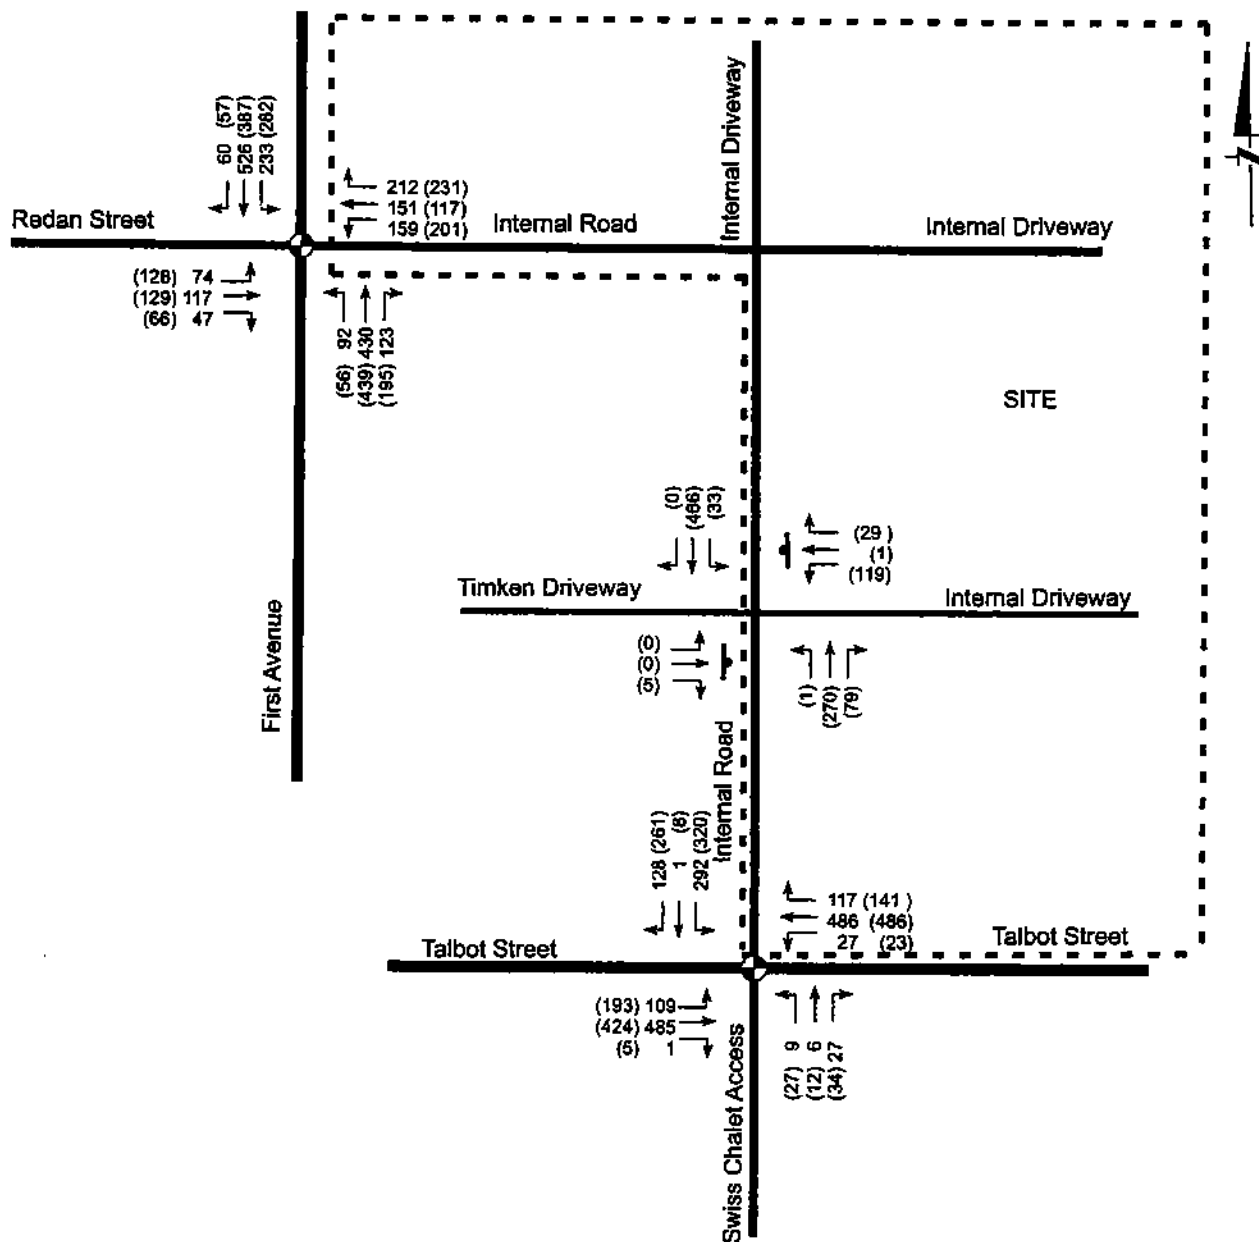 60 (57)
526 (387)
233 (282)
212 (231)
151 (117)
159 (201)
Redan Street
Internal Road
Internal Driveway
Internal Driveway
(128) 74
(129) 117
(66) 47
(56) 92
(439) 430
(195) 123
SITE
(0)
(466)
(33)
(29 )
(1)
(119)
Timken Driveway
Internal Driveway
First Avenue
(0)
(0)
(5)
(1)
(270)
(79)
Internal Road
128 (261)
1 (8)
292 (320)
117 (141 )
486 (486)
27 (23)
Talbot Street
Talbot Street
(193) 109
(424) 485
(5) 1
(27) 9
(12) 6
(34) 27
Swiss Chalet Access